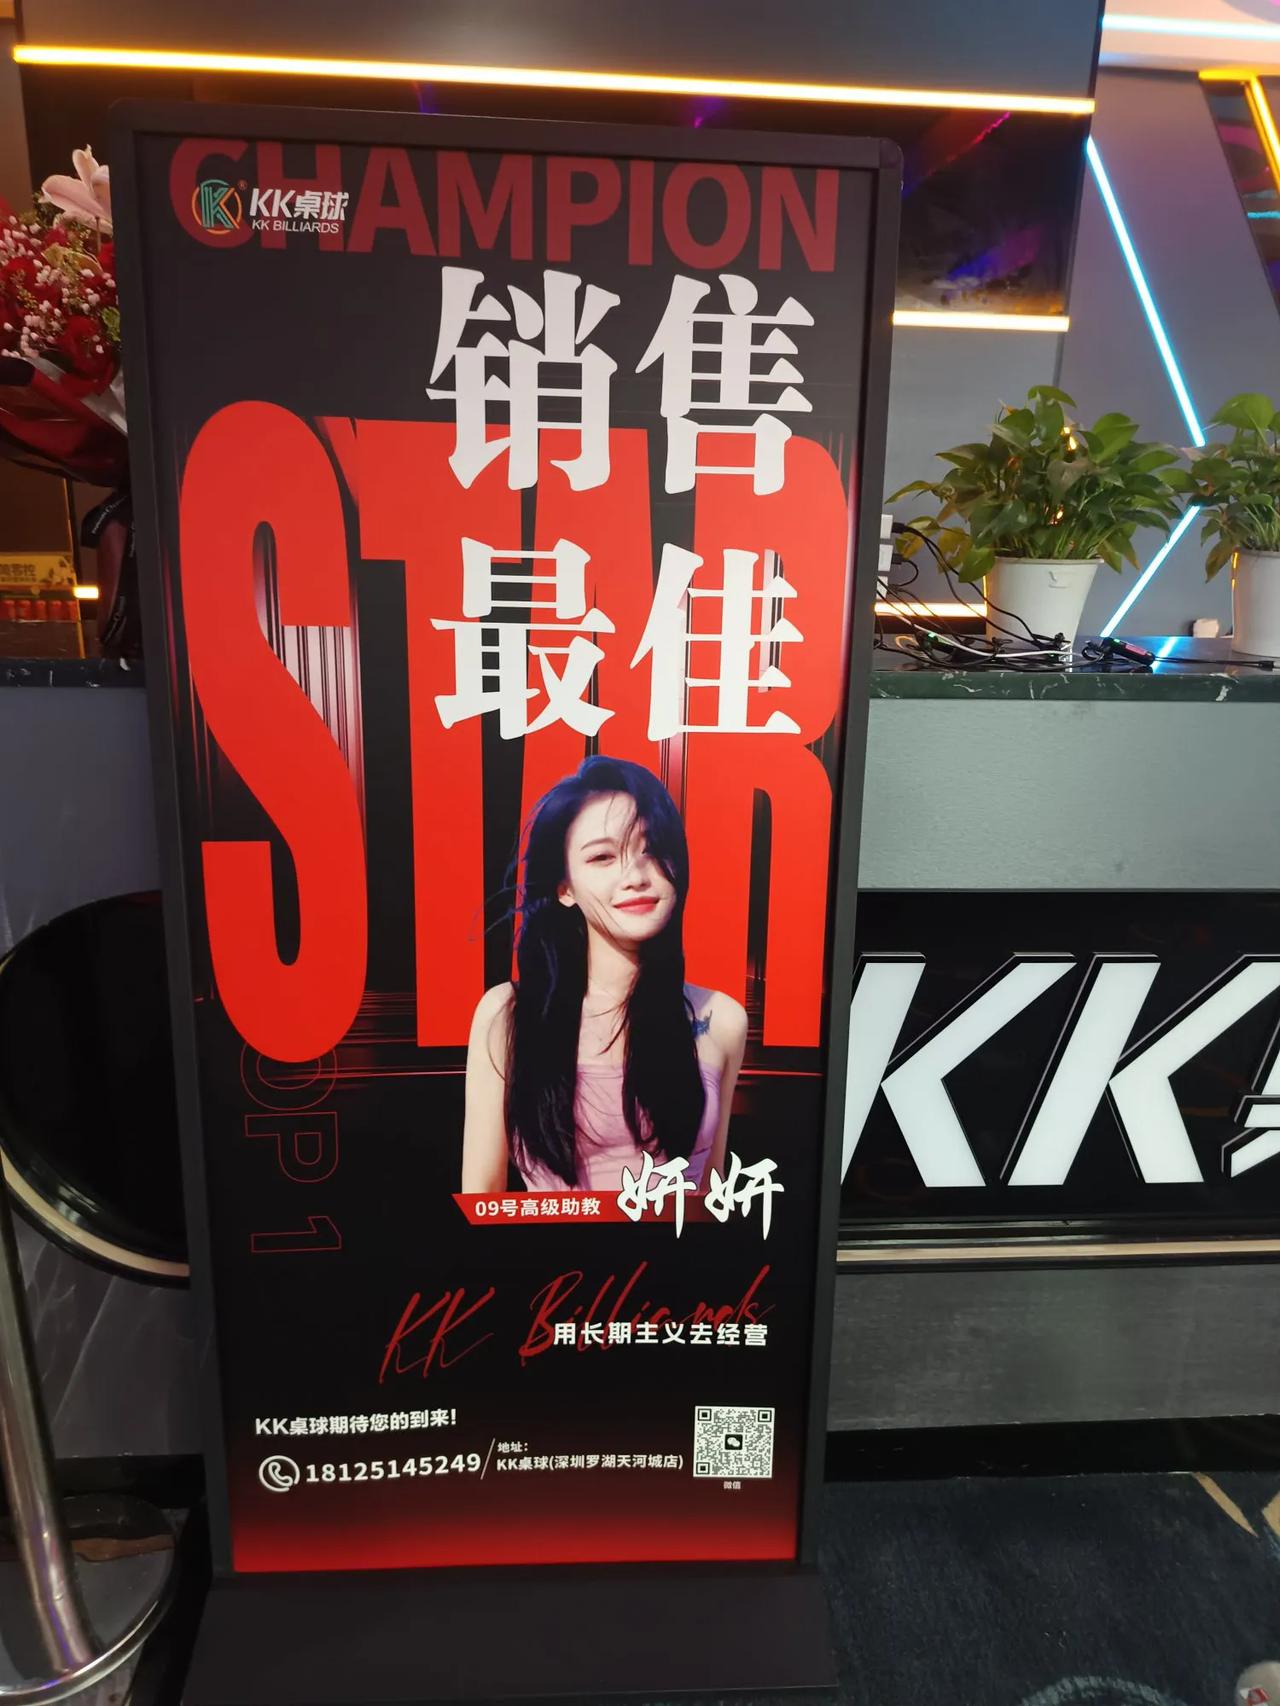 CHAMPION
KK桌球
KK BILLIARDS
销售
最佳
STAR
TOP 1
09号高级助教
妍妍
KK Billiards
用长期主义去经营
KK桌球期待您的到来!
18125145249
地址:
KK桌球(深圳罗湖天河城店)
微信
KK